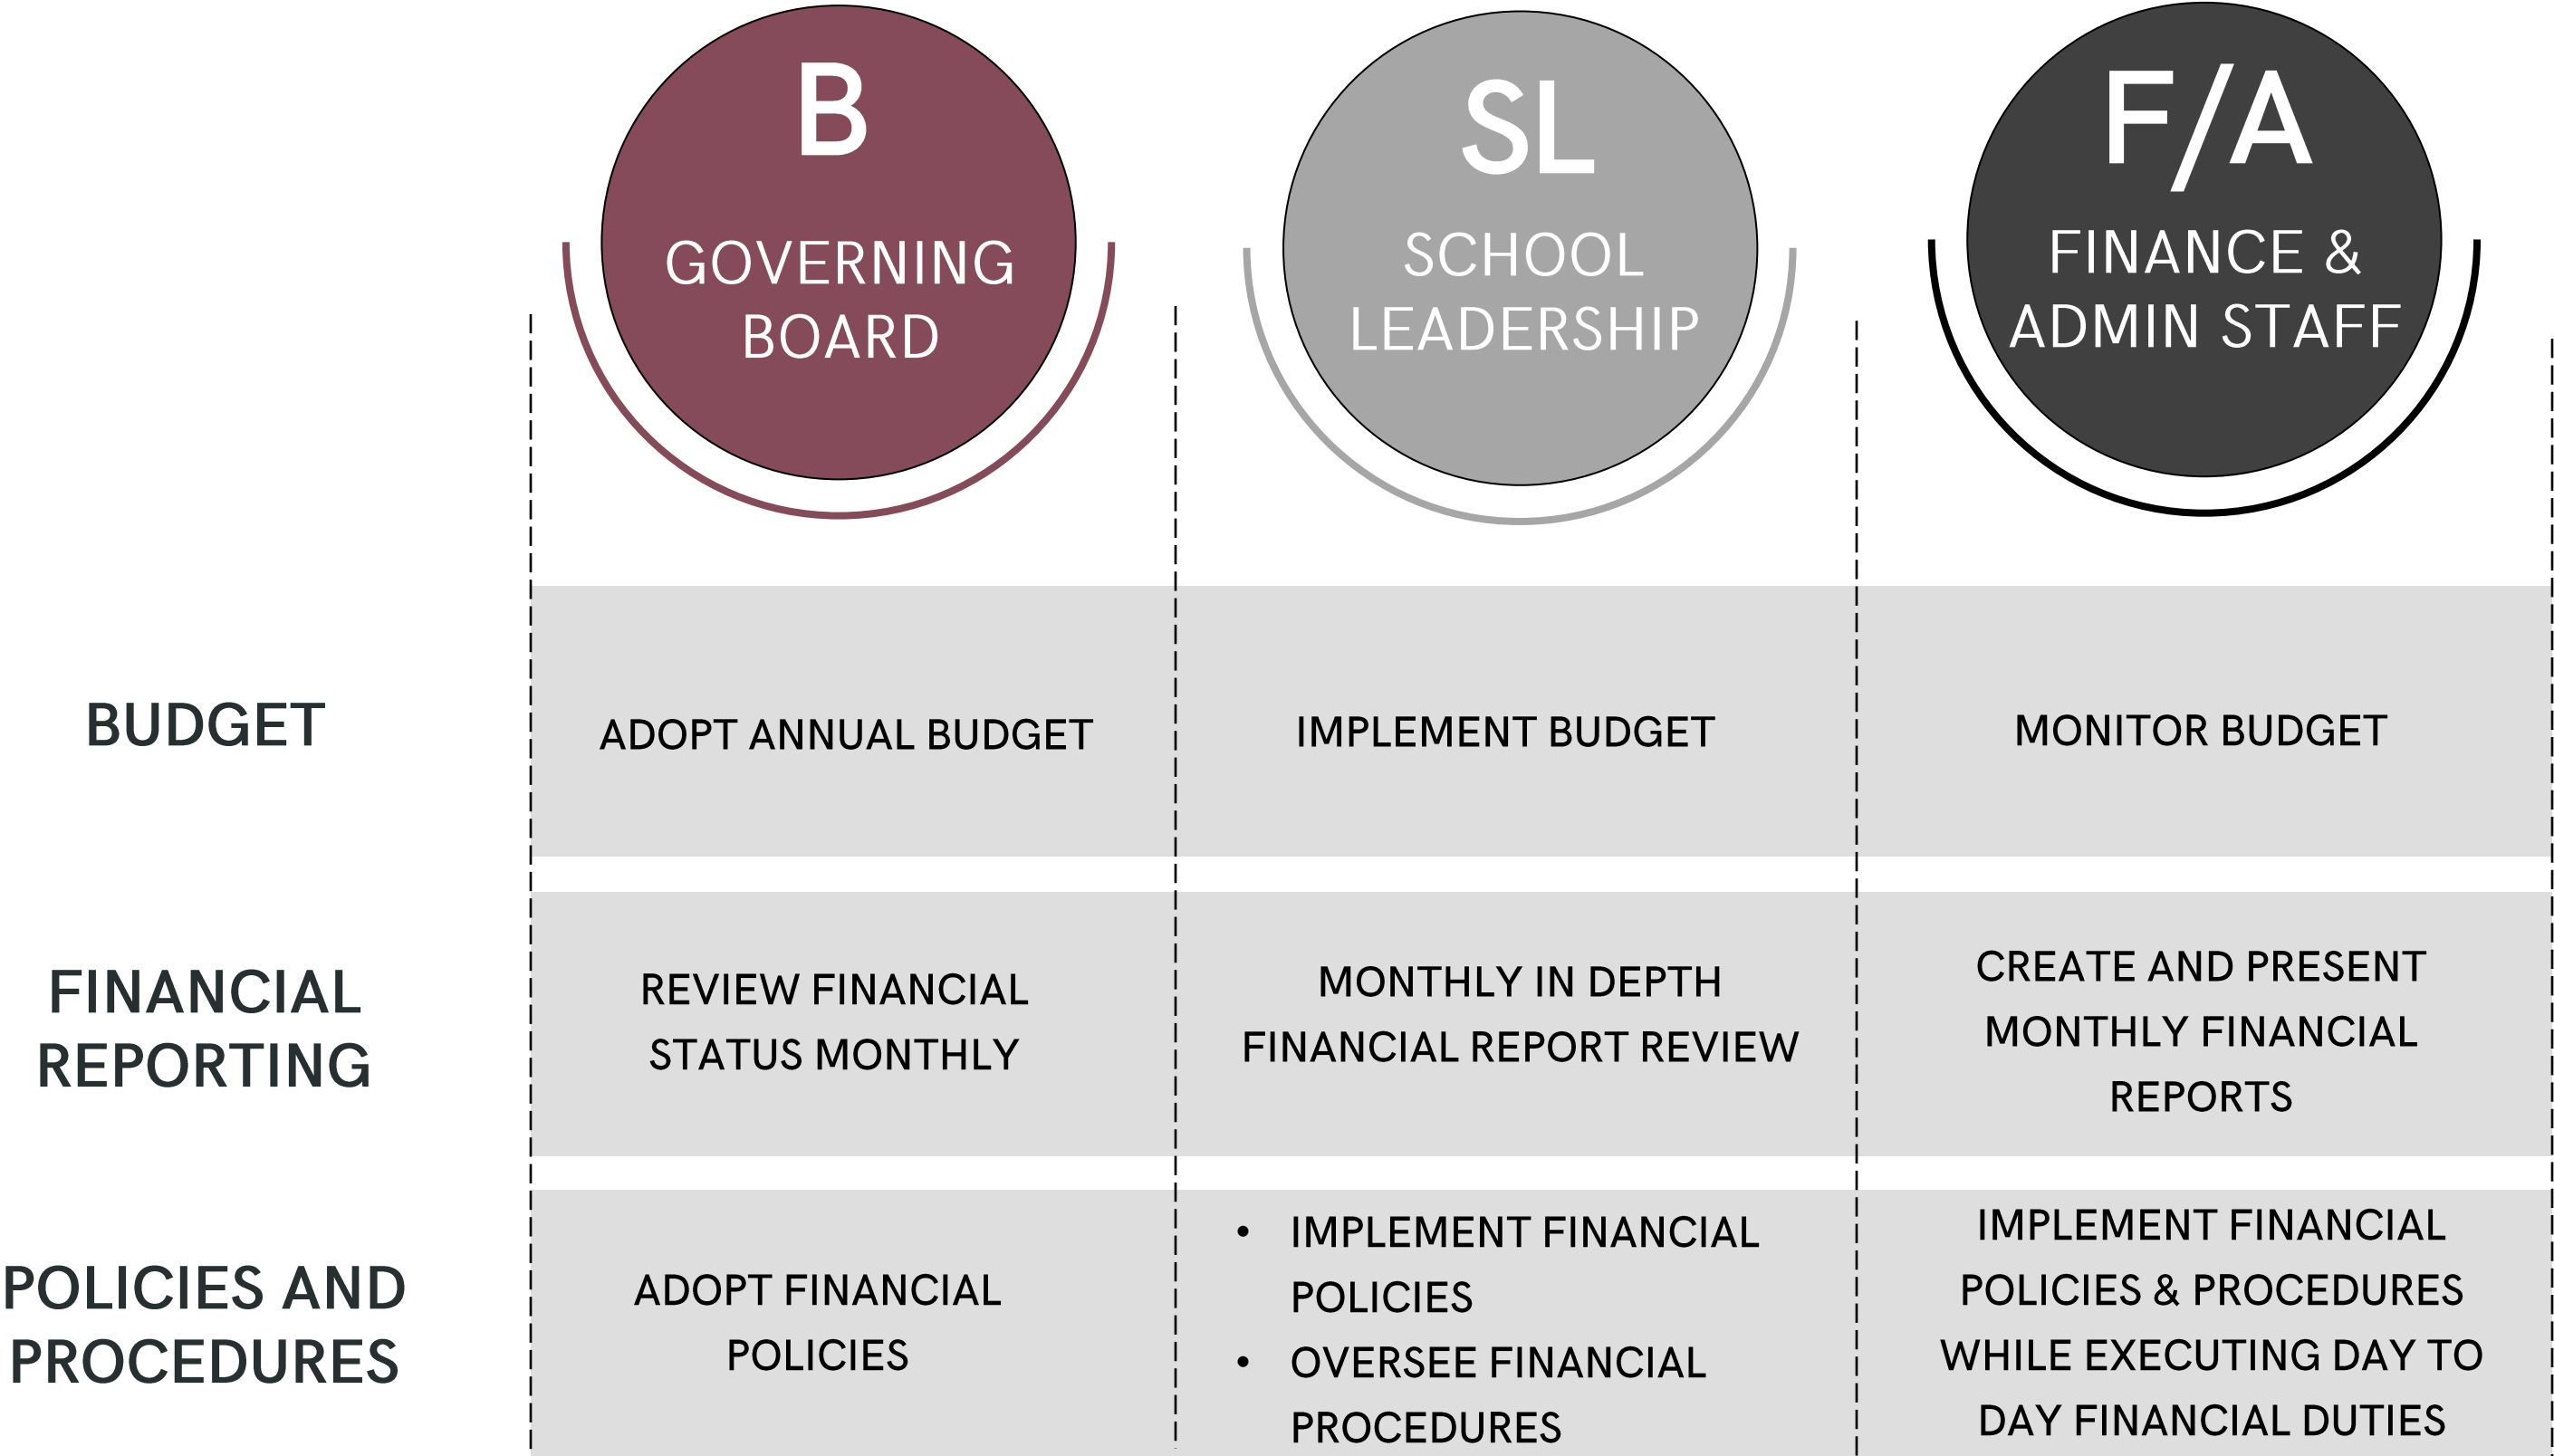 B
GOVERNING
BOARD
SL
SCHOOL
LEADERSHIP
F/A
FINANCE &
ADMIN STAFF
BUDGET
ADOPT ANNUAL BUDGET
IMPLEMENT BUDGET
MONITOR BUDGET
FINANCIAL
REPORTING
REVIEW FINANCIAL
STATUS MONTHLY
MONTHLY IN DEPTH
FINANCIAL REPORT REVIEW
CREATE AND PRESENT
MONTHLY FINANCIAL
REPORTS
POLICIES AND
PROCEDURES
ADOPT FINANCIAL
POLICIES
• IMPLEMENT FINANCIAL
POLICIES
• OVERSEE FINANCIAL
PROCEDURES
IMPLEMENT FINANCIAL
POLICIES & PROCEDURES
WHILE EXECUTING DAY TO
DAY FINANCIAL DUTIES